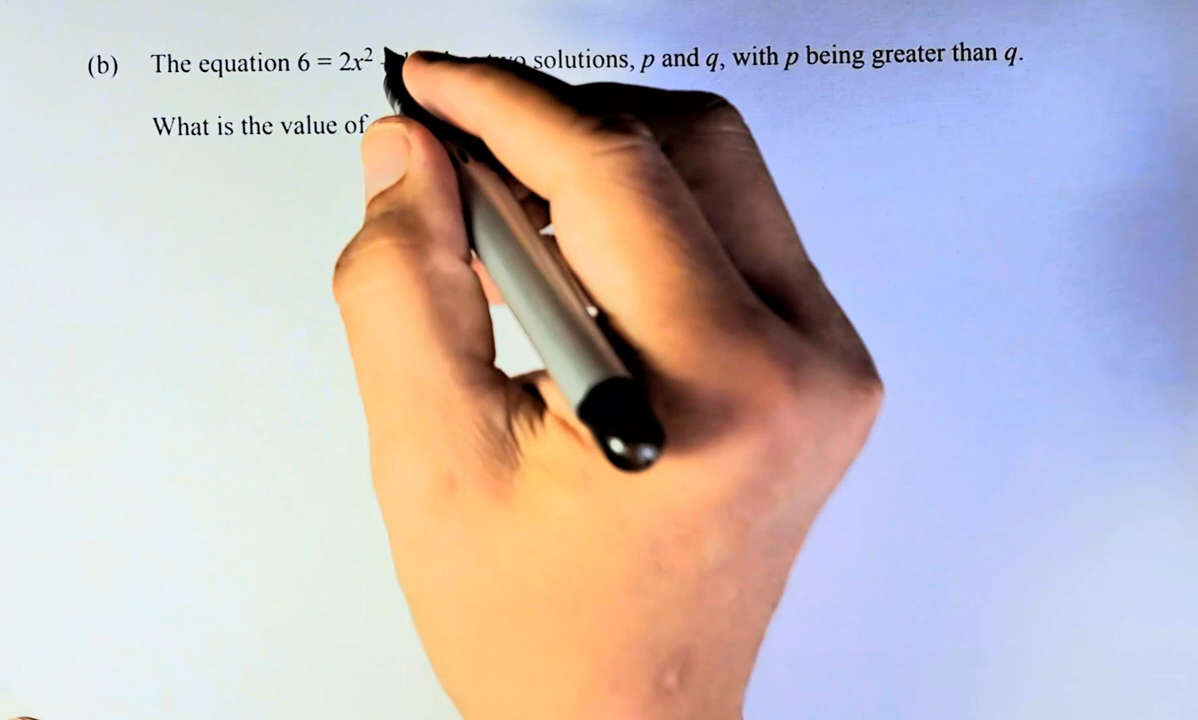 (b) The equation 6 = 2x² solutions, p and q, with p being greater than q.
What is the value of